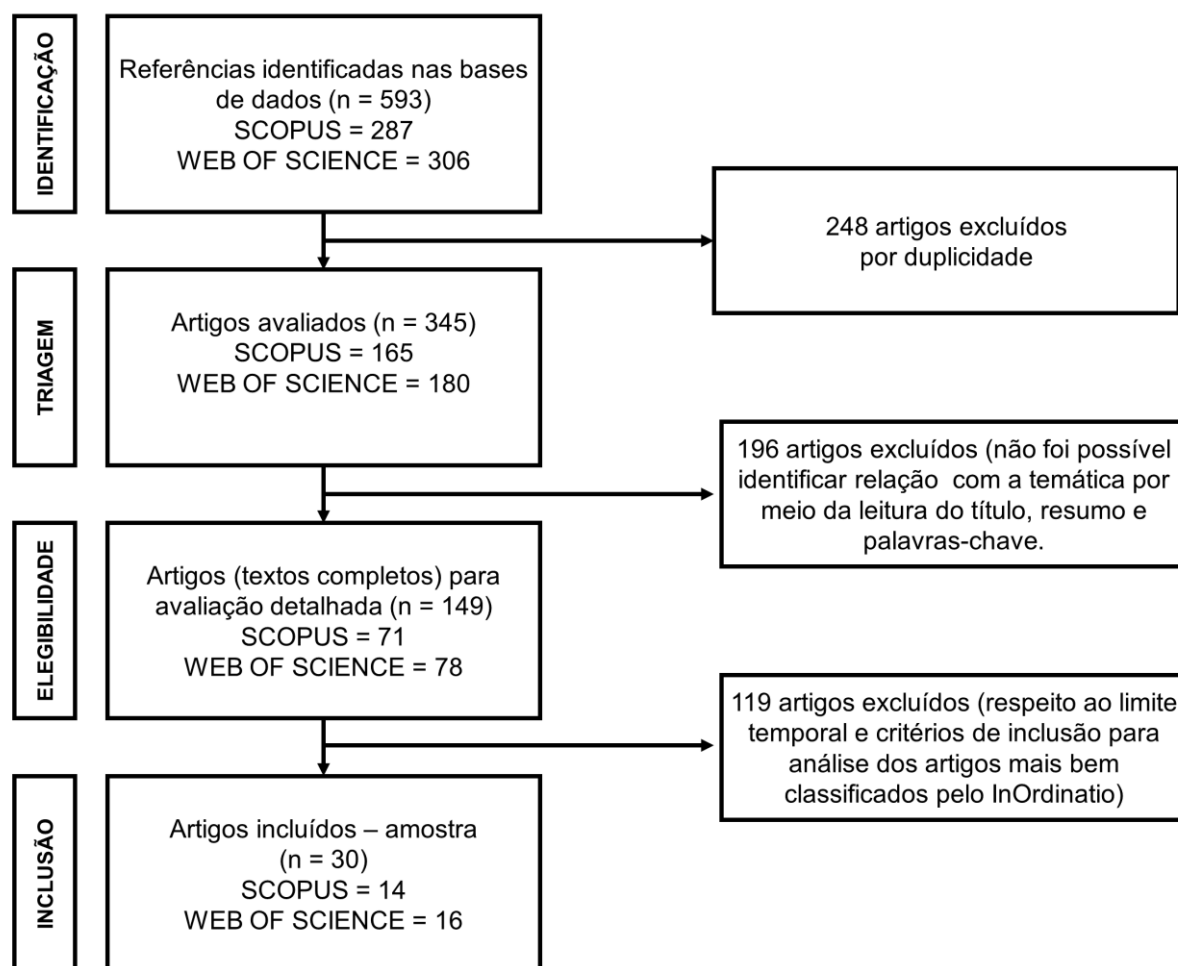 IDENTIFICAÇÃO
Referências identificadas nas bases
de dados (n = 593)
SCOPUS = 287
WEB OF SCIENCE = 306
248 artigos excluídos
por duplicidade
TRIAGEM
Artigos avaliados (n = 345)
SCOPUS = 165
WEB OF SCIENCE = 180
196 artigos excluídos (não foi possível
identificar relação  com a temática por
meio da leitura do título, resumo e
palavras-chave.
ELEGIBILIDADE
Artigos (textos completos) para
avaliação detalhada (n = 149)
SCOPUS = 71
WEB OF SCIENCE = 78
119 artigos excluídos (respeito ao limite
temporal e critérios de inclusão para
análise dos artigos mais bem
classificados pelo InOrdinatio)
INCLUSÃO
Artigos incluídos – amostra
(n = 30)
SCOPUS = 14
WEB OF SCIENCE = 16